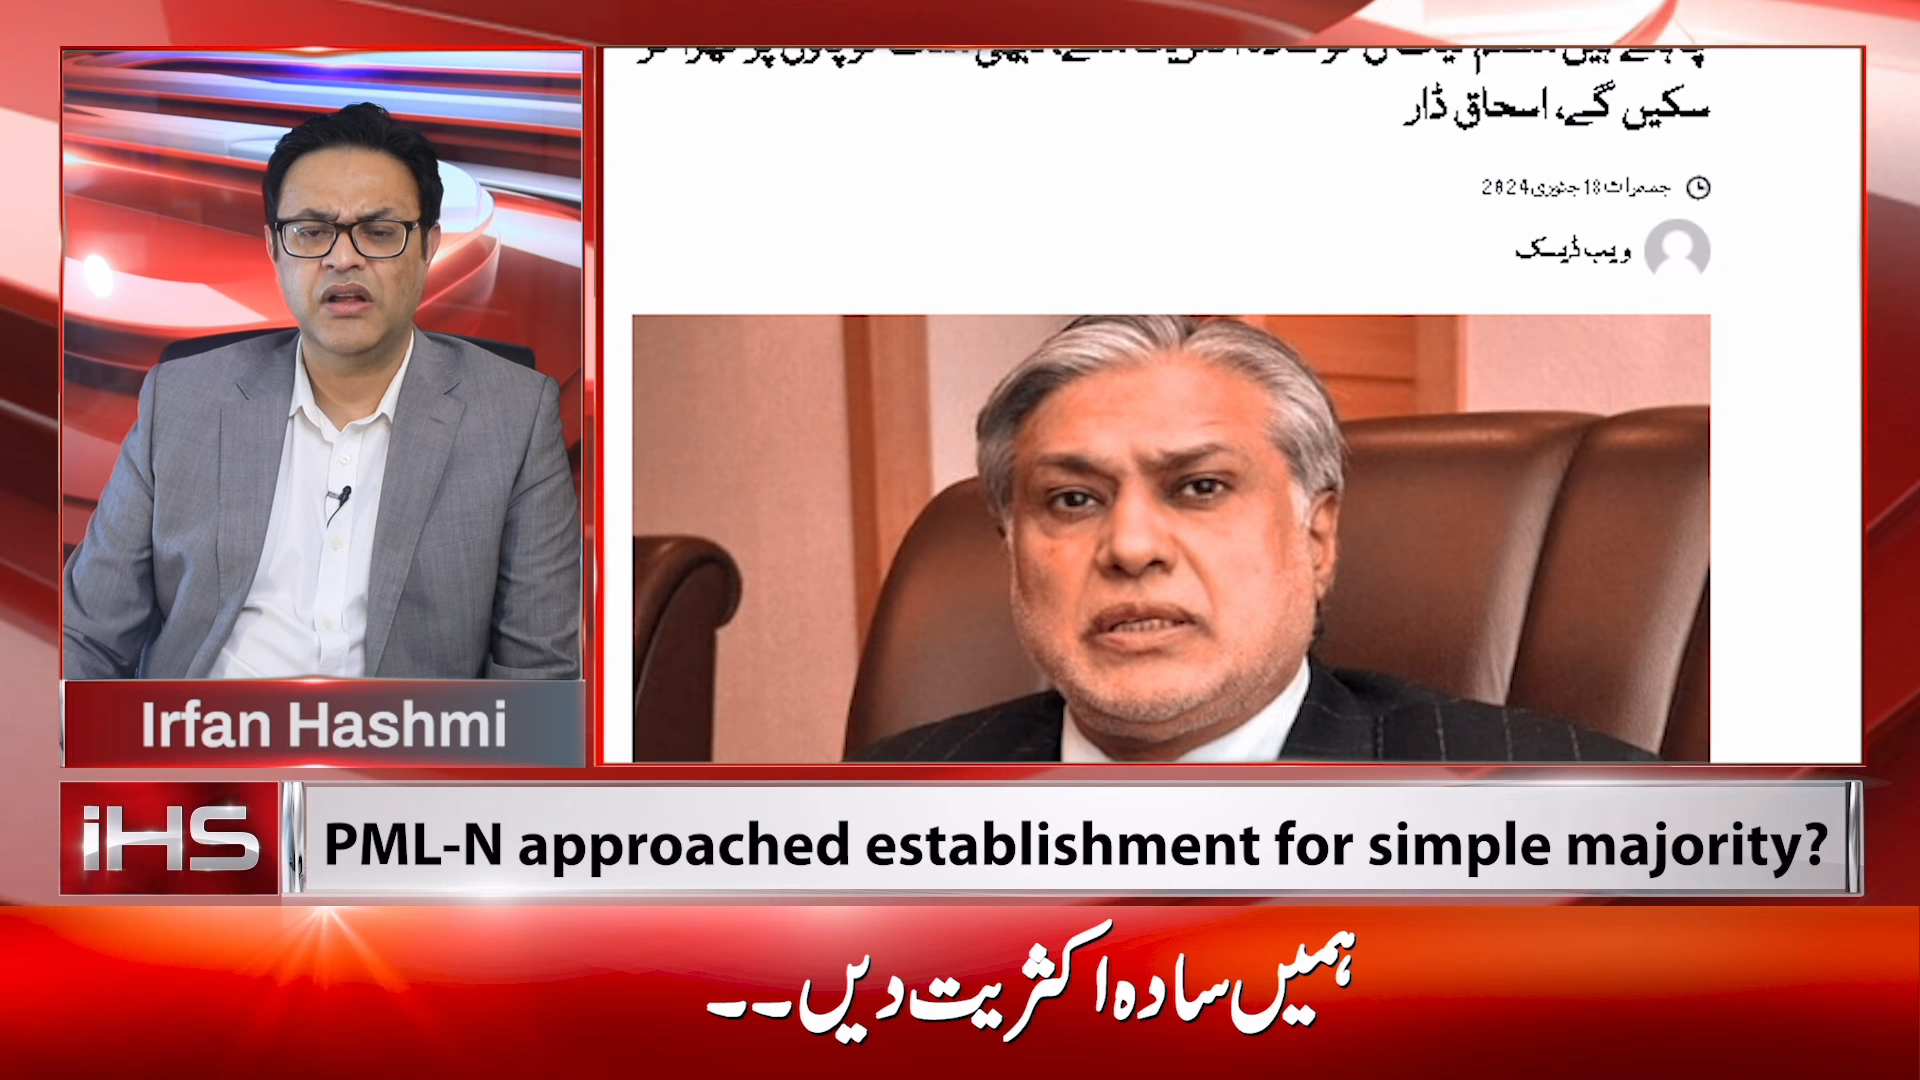 سکیں گے، اسحاق ڈار
جمعرات 18 جنوری 2024
ویب ڈیسک
Irfan Hashmi
iHS
PML-N approached establishment for simple majority?
ہمیں سادہ اکثریت دیں ۔ ۔